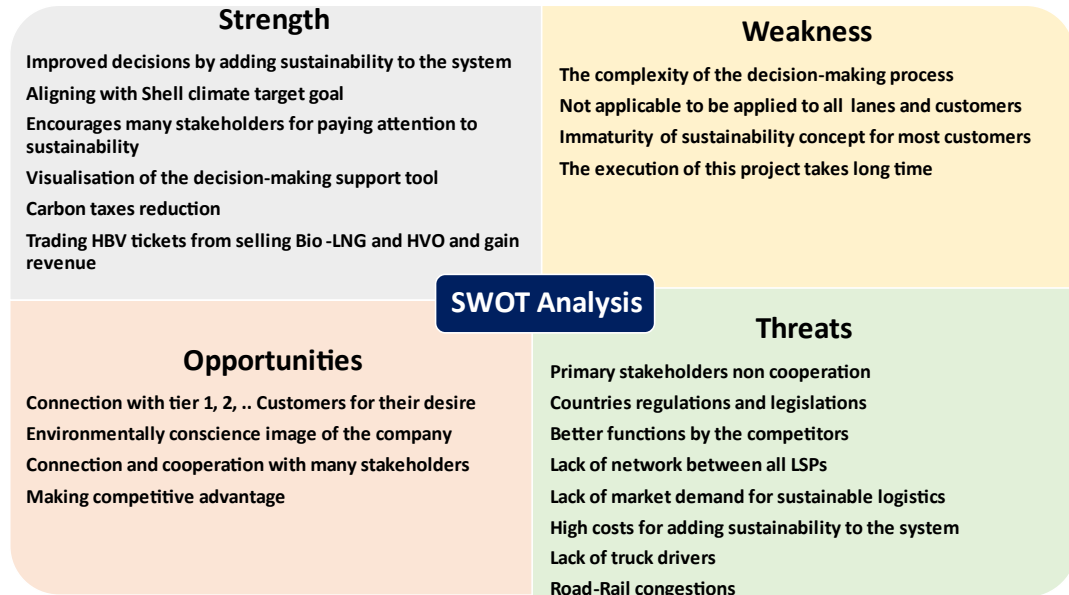 Strength
Improved decisions by adding sustainability to the system
Aligning with Shell climate target goal
Encourages many stakeholders for paying attention to
sustainability
Visualisation of the decision-making support tool
Carbon taxes reduction
Trading HBV tickets from selling Bio -LNG and HVO and gain
revenue
Weakness
The complexity of the decision-making process
Not applicable to be applied to all lanes and customers
Immaturity of sustainability concept for most customers
The execution of this project takes long time
SWOT Analysis
Opportunities
Connection with tier 1, 2, .. Customers for their desire
Environmentally conscience image of the company
Connection and cooperation with many stakeholders
Making competitive advantage
Threats
Primary stakeholders non cooperation
Countries regulations and legislations
Better functions by the competitors
Lack of network between all LSPs
Lack of market demand for sustainable logistics
High costs for adding sustainability to the system
Lack of truck drivers
Road-Rail congestions